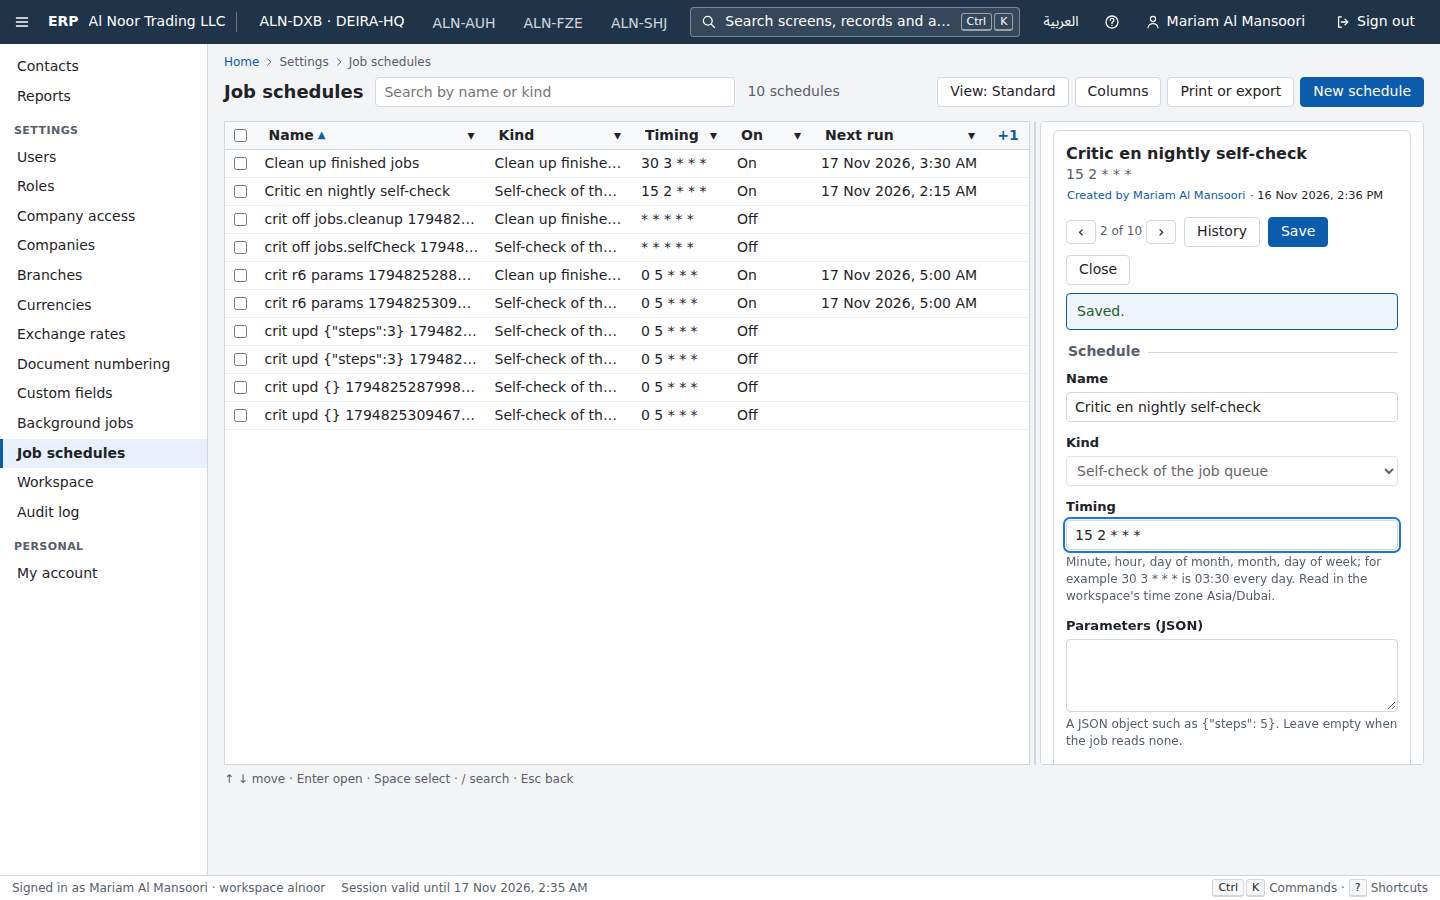 ERP Al Noor Trading LLC ALN-DXB · DEIRA-HQ ALN-AUH ALN-FZE ALN-SHJ Search screens, records and a… Ctrl K العربية Mariam Al Mansoori Sign out
Contacts
Reports
SETTINGS
Users
Roles
Company access
Companies
Branches
Currencies
Exchange rates
Document numbering
Custom fields
Background jobs
Job schedules
Workspace
Audit log
PERSONAL
My account
Home > Settings > Job schedules
Job schedules Search by name or kind 10 schedules View: Standard Columns Print or export New schedule
Name ▲ ▼ Kind ▼ Timing ▼ On ▼ Next run ▼ +1
Clean up finished jobs Clean up finishe… 30 3 * * * On 17 Nov 2026, 3:30 AM
Critic en nightly self-check Self-check of th… 15 2 * * * On 17 Nov 2026, 2:15 AM
crit off jobs.cleanup 179482… Clean up finishe… * * * * * Off
crit off jobs.selfCheck 17948… Self-check of th… * * * * * Off
crit r6 params 1794825288… Clean up finishe… 0 5 * * * On 17 Nov 2026, 5:00 AM
crit r6 params 1794825309… Self-check of th… 0 5 * * * On 17 Nov 2026, 5:00 AM
crit upd {"steps":3} 179482… Self-check of th… 0 5 * * * Off
crit upd {"steps":3} 179482… Self-check of th… 0 5 * * * Off
crit upd {} 1794825287998… Self-check of th… 0 5 * * * Off
crit upd {} 1794825309467… Self-check of th… 0 5 * * * Off
↑ ↓ move · Enter open · Space select · / search · Esc back
Critic en nightly self-check
15 2 * * *
Created by Mariam Al Mansoori · 16 Nov 2026, 2:36 PM
‹ 2 of 10 › History Save
Close
Saved.
Schedule
Name
Critic en nightly self-check
Kind
Self-check of the job queue
Timing
15 2 * * *
Minute, hour, day of month, month, day of week; for
example 30 3 * * * is 03:30 every day. Read in the
workspace's time zone Asia/Dubai.
Parameters (JSON)
A JSON object such as {"steps": 5}. Leave empty when
the job reads none.
Signed in as Mariam Al Mansoori · workspace alnoor Session valid until 17 Nov 2026, 2:35 AM Ctrl K Commands · ? Shortcuts